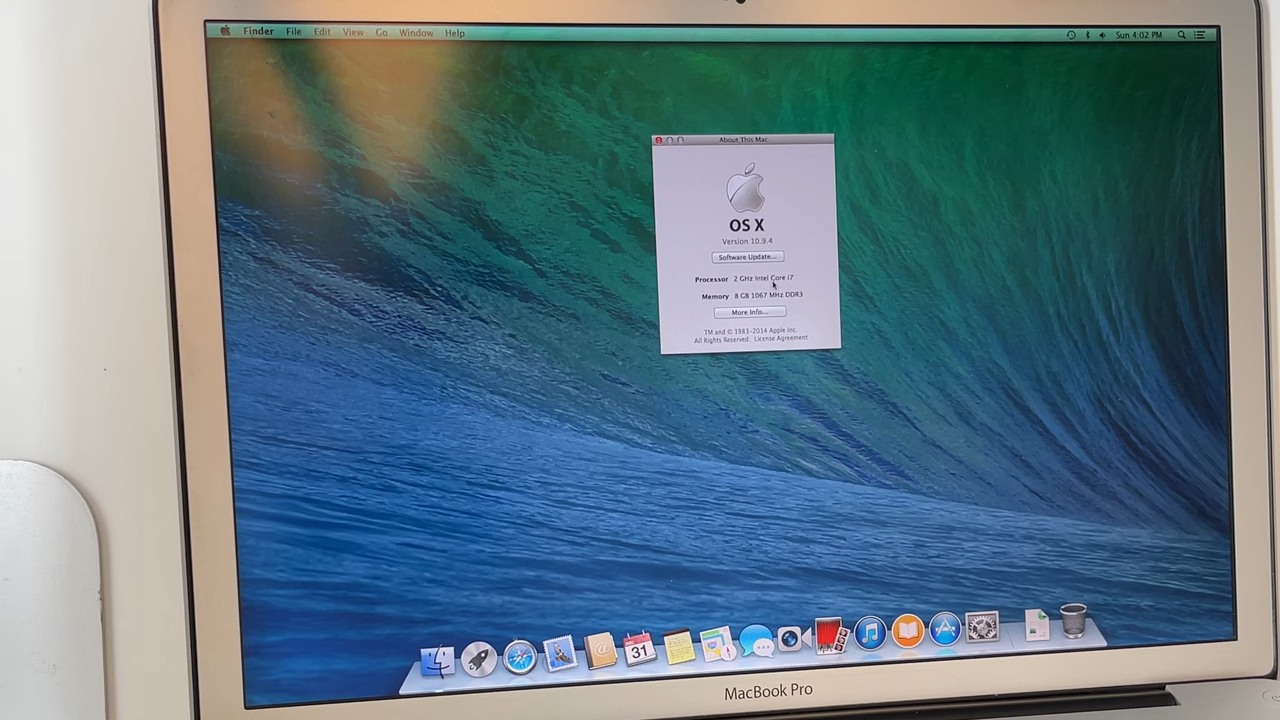 Finder File Edit View Go Window Help Sun 4:02 PM
About This Mac
OS X
Version 10.9.4
Software Update...
Processor 2 GHz Intel Core i7
Memory 8 GB 1067 MHz DDR3
More Info...
TM and © 1983-2014 Apple Inc.
All Rights Reserved. License Agreement
31
MacBook Pro